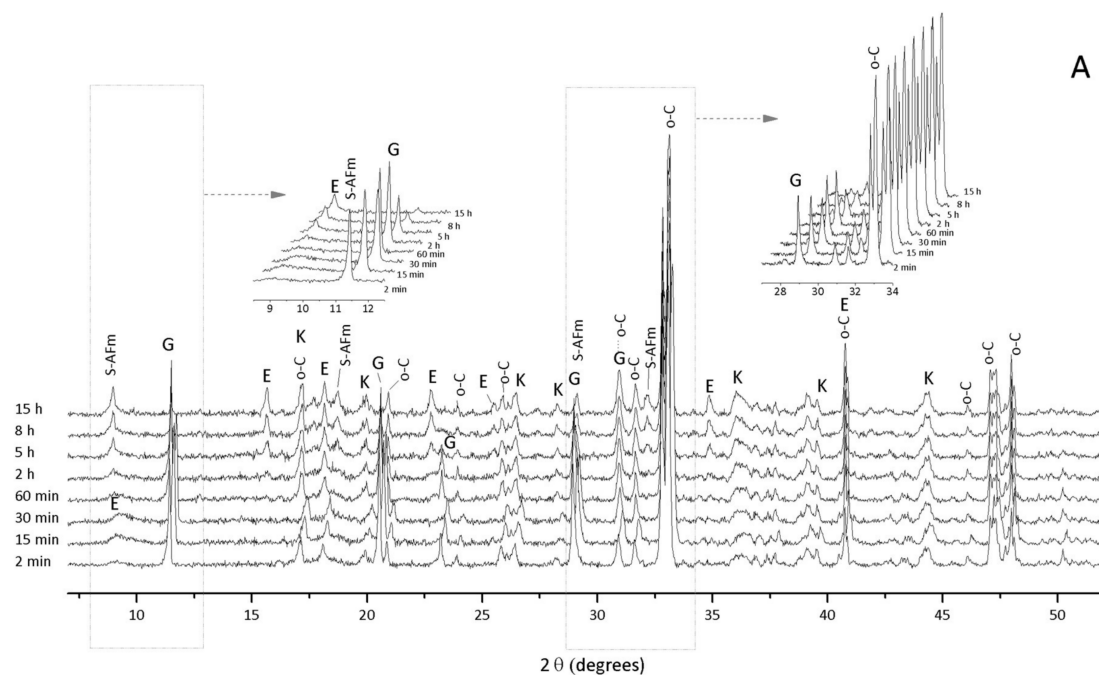 A
o-C
G
15 h
8 h
5 h
2 h
60 min
30 min
15 min
2 min
28 30 32 34
G
S-AFm
E
15 h
8 h
5 h
2 h
60 min
30 min
15 min
2 min
9 10 11 12
o-C
S-AFm
G
E
K
o-C
E
S-AFm
K
G
o-C
E
G
o-C
E
o-C
K
K
S-AFm
G
o-C
G
o-C
S-AFm
E
K
K
E
o-C
K
o-C
o-C
o-C
15 h
8 h
5 h
2 h
60 min
30 min
15 min
2 min
E
10 15 20 25 30 35 40 45 50
2 θ (degrees)